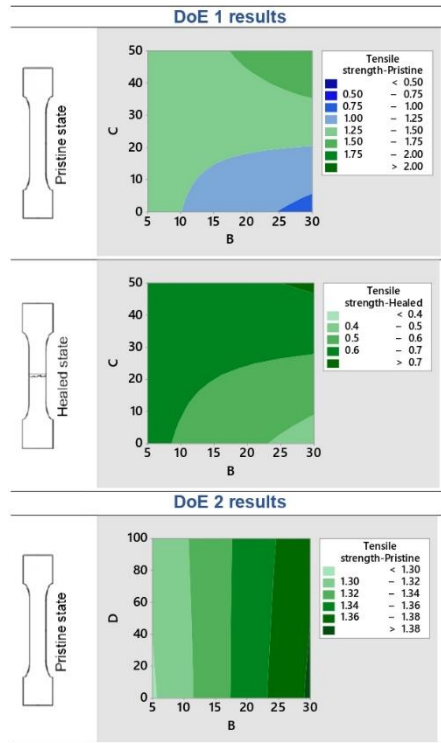 DoE 1 results
Pristine state
50
40
30
20
10
0
C
5 10 15 20 25 30
B
Tensile
strength-Pristine
< 0.50
0.50 – 0.75
0.75 – 1.00
1.00 – 1.25
1.25 – 1.50
1.50 – 1.75
1.75 – 2.00
> 2.00
Healed state
50
40
30
20
10
0
C
5 10 15 20 25 30
B
Tensile
strength-Healed
< 0.4
0.4 – 0.5
0.5 – 0.6
0.6 – 0.7
> 0.7
DoE 2 results
Pristine state
100
80
60
40
20
0
D
5 10 15 20 25 30
B
Tensile
strength-Pristine
< 1.30
1.30 – 1.32
1.32 – 1.34
1.34 – 1.36
1.36 – 1.38
> 1.38